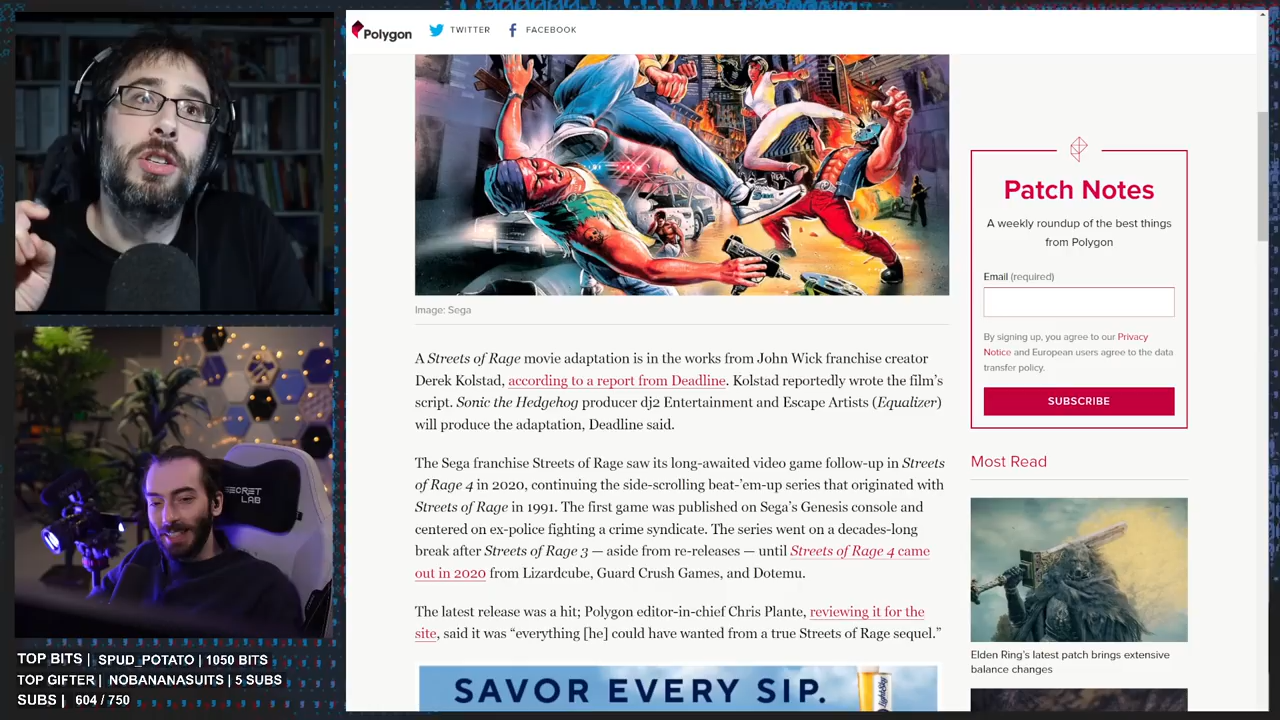 Polygon
TWITTER
FACEBOOK
Image: Sega
A Streets of Rage movie adaptation is in the works from John Wick franchise creator
Derek Kolstad, according to a report from Deadline. Kolstad reportedly wrote the film's
script. Sonic the Hedgehog producer dj2 Entertainment and Escape Artists (Equalizer)
will produce the adaptation, Deadline said.
The Sega franchise Streets of Rage saw its long-awaited video game follow-up in Streets
of Rage 4 in 2020, continuing the side-scrolling beat-'em-up series that originated with
Streets of Rage in 1991. The first game was published on Sega's Genesis console and
centered on ex-police fighting a crime syndicate. The series went on a decades-long
break after Streets of Rage 3 — aside from re-releases — until Streets of Rage 4 came
out in 2020 from Lizardcube, Guard Crush Games, and Dotemu.
The latest release was a hit; Polygon editor-in-chief Chris Plante, reviewing it for the
site, said it was “everything [he] could have wanted from a true Streets of Rage sequel.”
SAVOR EVERY SIP.
Patch Notes
A weekly roundup of the best things
from Polygon
Email (required)
By signing up, you agree to our Privacy
Notice and European users agree to the data
transfer policy.
SUBSCRIBE
Most Read
Elden Ring's latest patch brings extensive
balance changes
ECRET
LAB
TOP BITS | SPUD_POTATO | 1050 BITS
TOP GIFTER | NOBANANASUITS | 5 SUBS
SUBS | 604 / 750